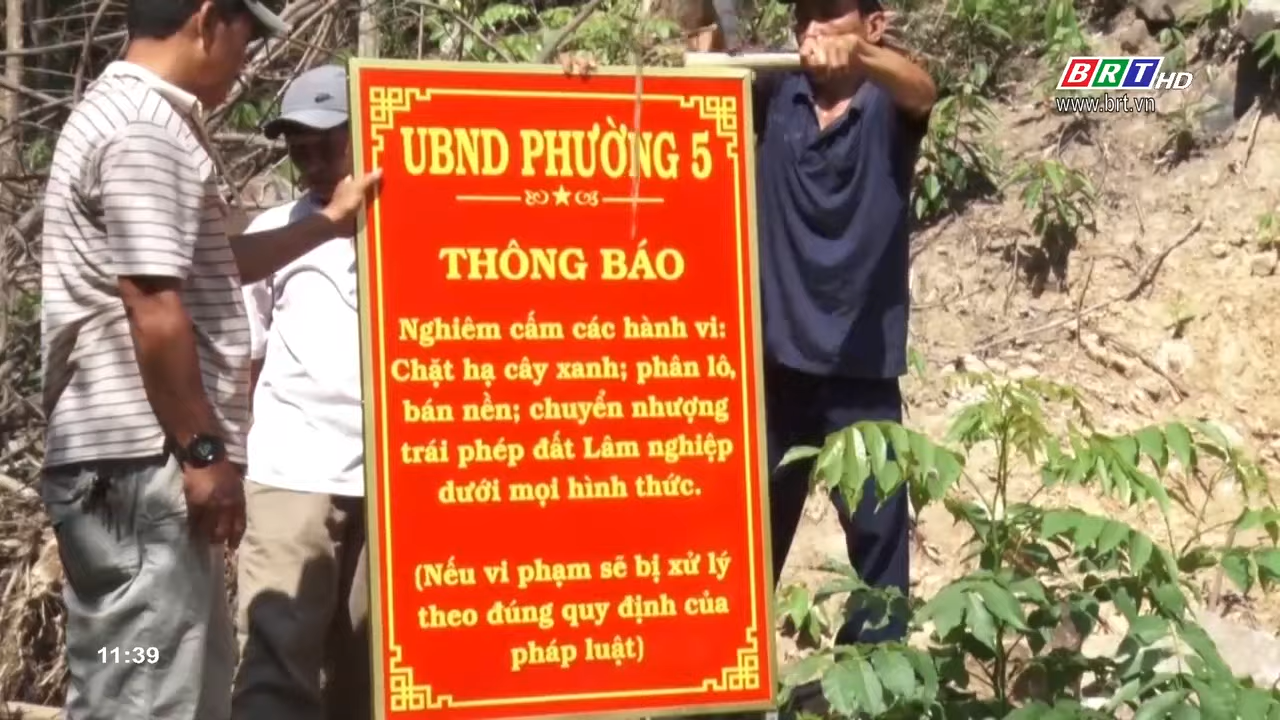 BRT HD
www.brt.vn
UBND PHƯỜNG 5
THÔNG BÁO
Nghiêm cấm các hành vi:
Chặt hạ cây xanh; phân lô,
bán nền; chuyển nhượng
trái phép đất Lâm nghiệp
dưới mọi hình thức.
(Nếu vi phạm sẽ bị xử lý
theo đúng quy định của
pháp luật)
11:39